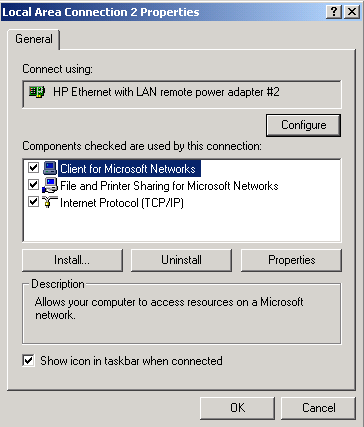 Local Area Connection 2 Properties
General
Connect using:
HP Ethernet with LAN remote power adapter #2
Configure
Components checked are used by this connection:
Client for Microsoft Networks
File and Printer Sharing for Microsoft Networks
Internet Protocol (TCP/IP)
Install... Uninstall Properties
Description
Allows your computer to access resources on a Microsoft
network.
Show icon in taskbar when connected
OK Cancel